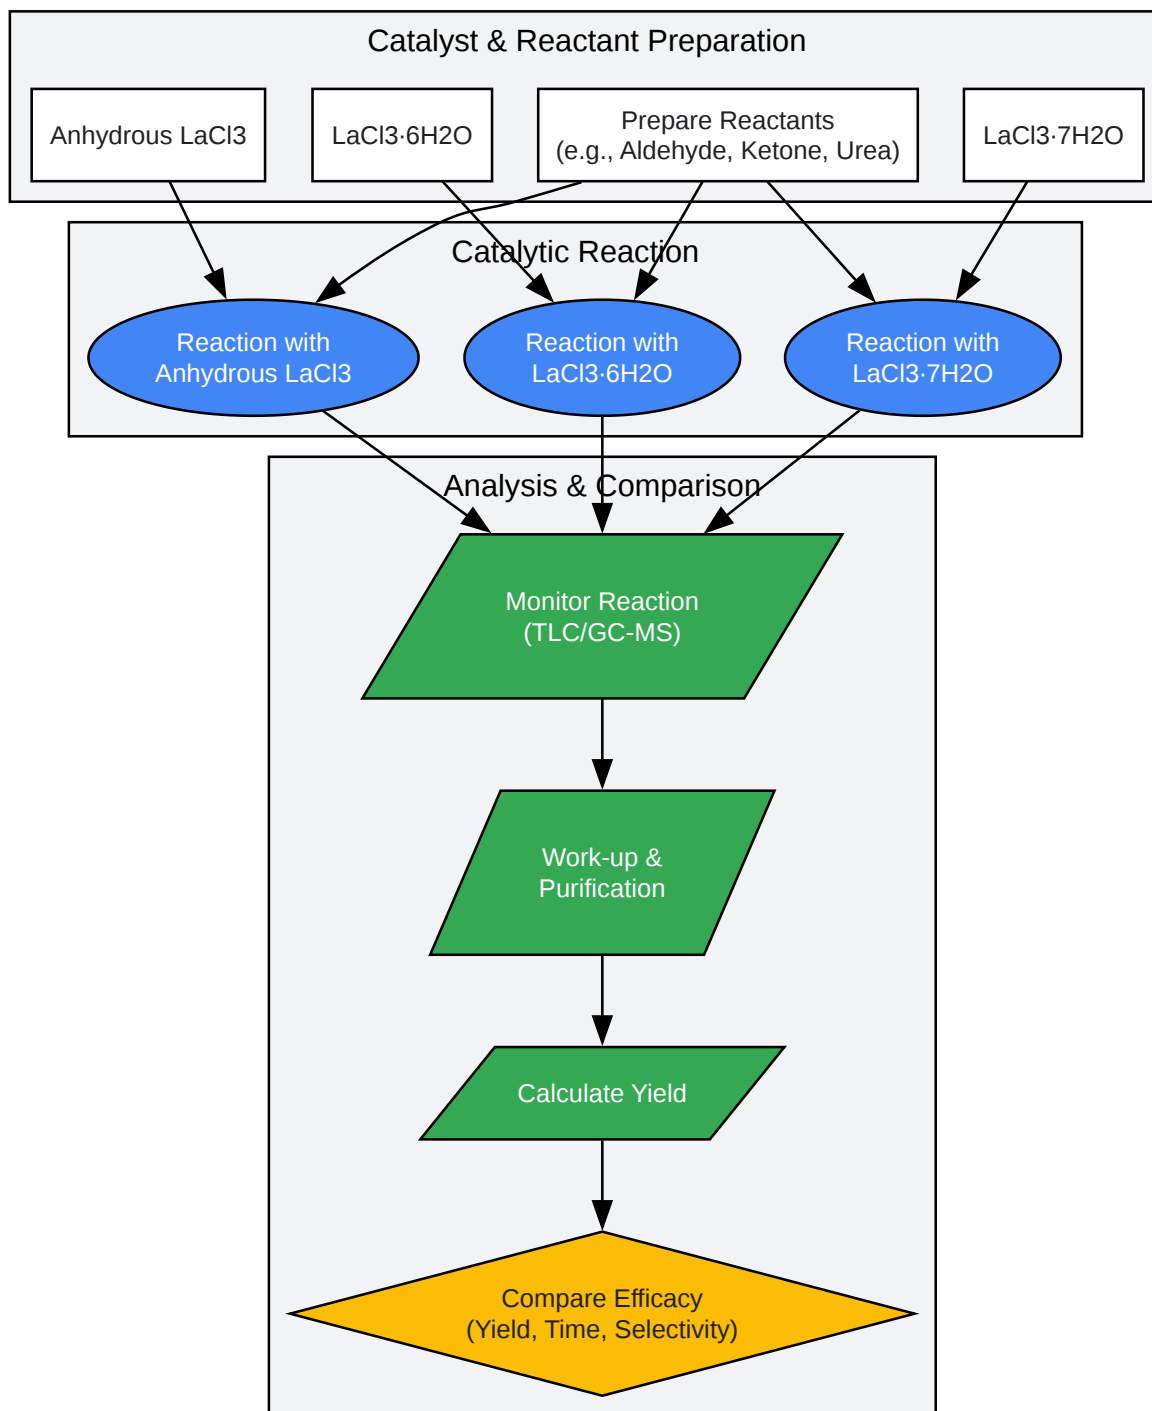 Catalyst & Reactant Preparation
Anhydrous LaCl3
LaCl3·6H2O
Prepare Reactants
(e.g., Aldehyde, Ketone, Urea)
LaCl3·7H2O
Catalytic Reaction
Reaction with
Anhydrous LaCl3
Reaction with
LaCl3·6H2O
Reaction with
LaCl3·7H2O
Analysis & Comparison
Monitor Reaction
(TLC/GC-MS)
Work-up &
Purification
Calculate Yield
Compare Efficacy
(Yield, Time, Selectivity)